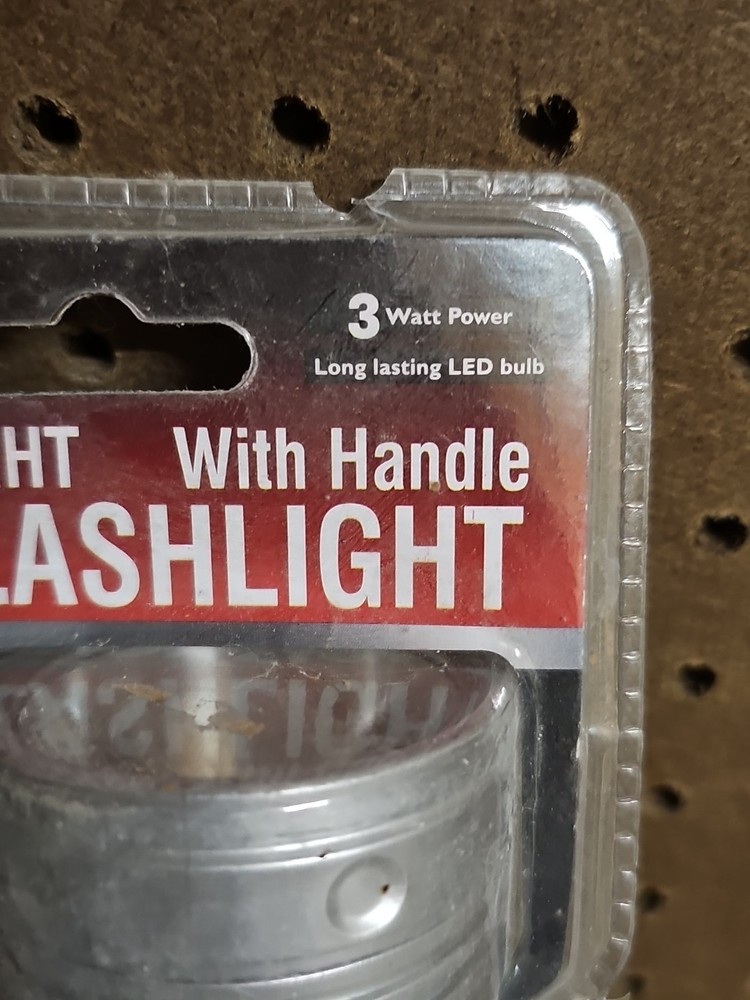 3 Watt Power
Long lasting LED bulb
HT With Handle
LASHLIGHT